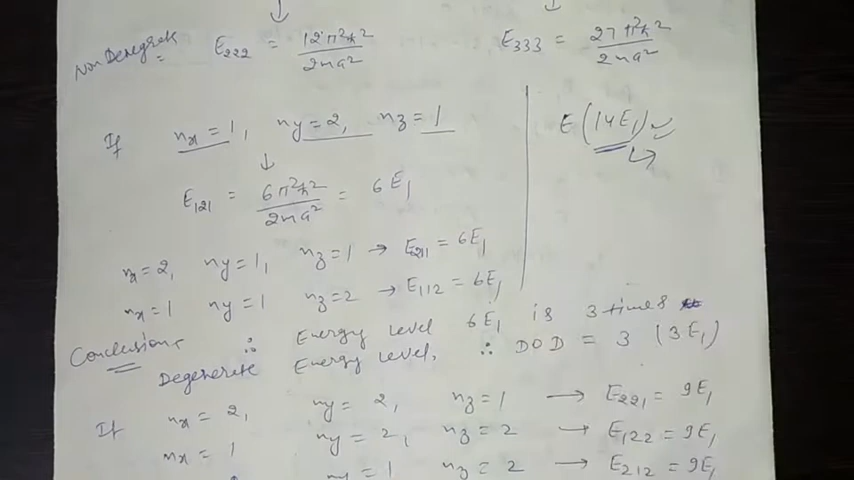 Non Denegrate E₂₂₂ = 12π²ħ²/2ma² E₃₃₃ = 27π²ħ²/2ma²
If nx = 1, ny = 2, nz = 1
E (14E₁)
E₁₂₁ = 6π²ħ²/2ma² = 6E₁
nx = 2, ny = 1, nz = 1 → E₂₁₁ = 6E₁
nx = 1 ny = 1 nz = 2 → E₁₁₂ = 6E₁
Conclusion ∴ Energy level 6E₁ is 3 times
Degenerate Energy level, ∴ DOD = 3 (3E₁)
If nx = 2, ny = 2, nz = 1 → E₂₂₁ = 9E₁
nx = 1 ny = 2, nz = 2 → E₁₂₂ = 9E₁
ny = 1 nz = 2 → E₂₁₂ = 9E₁